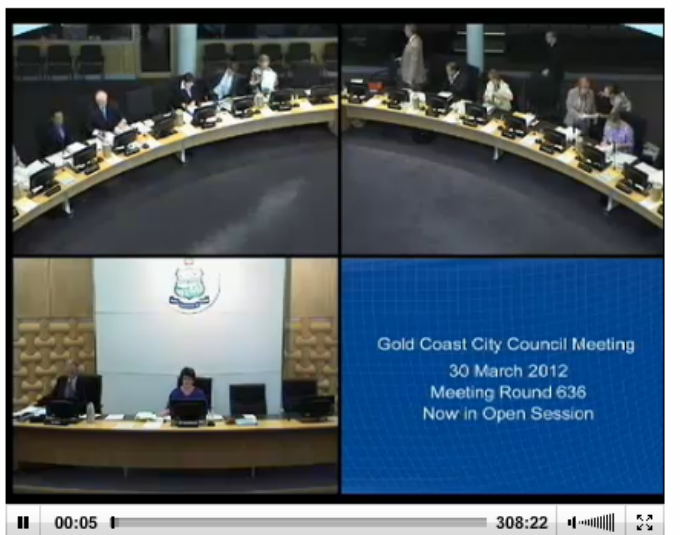 Gold Coast City Council Meeting
30 March 2012
Meeting Round 636
Now in Open Session
00:05
308:22